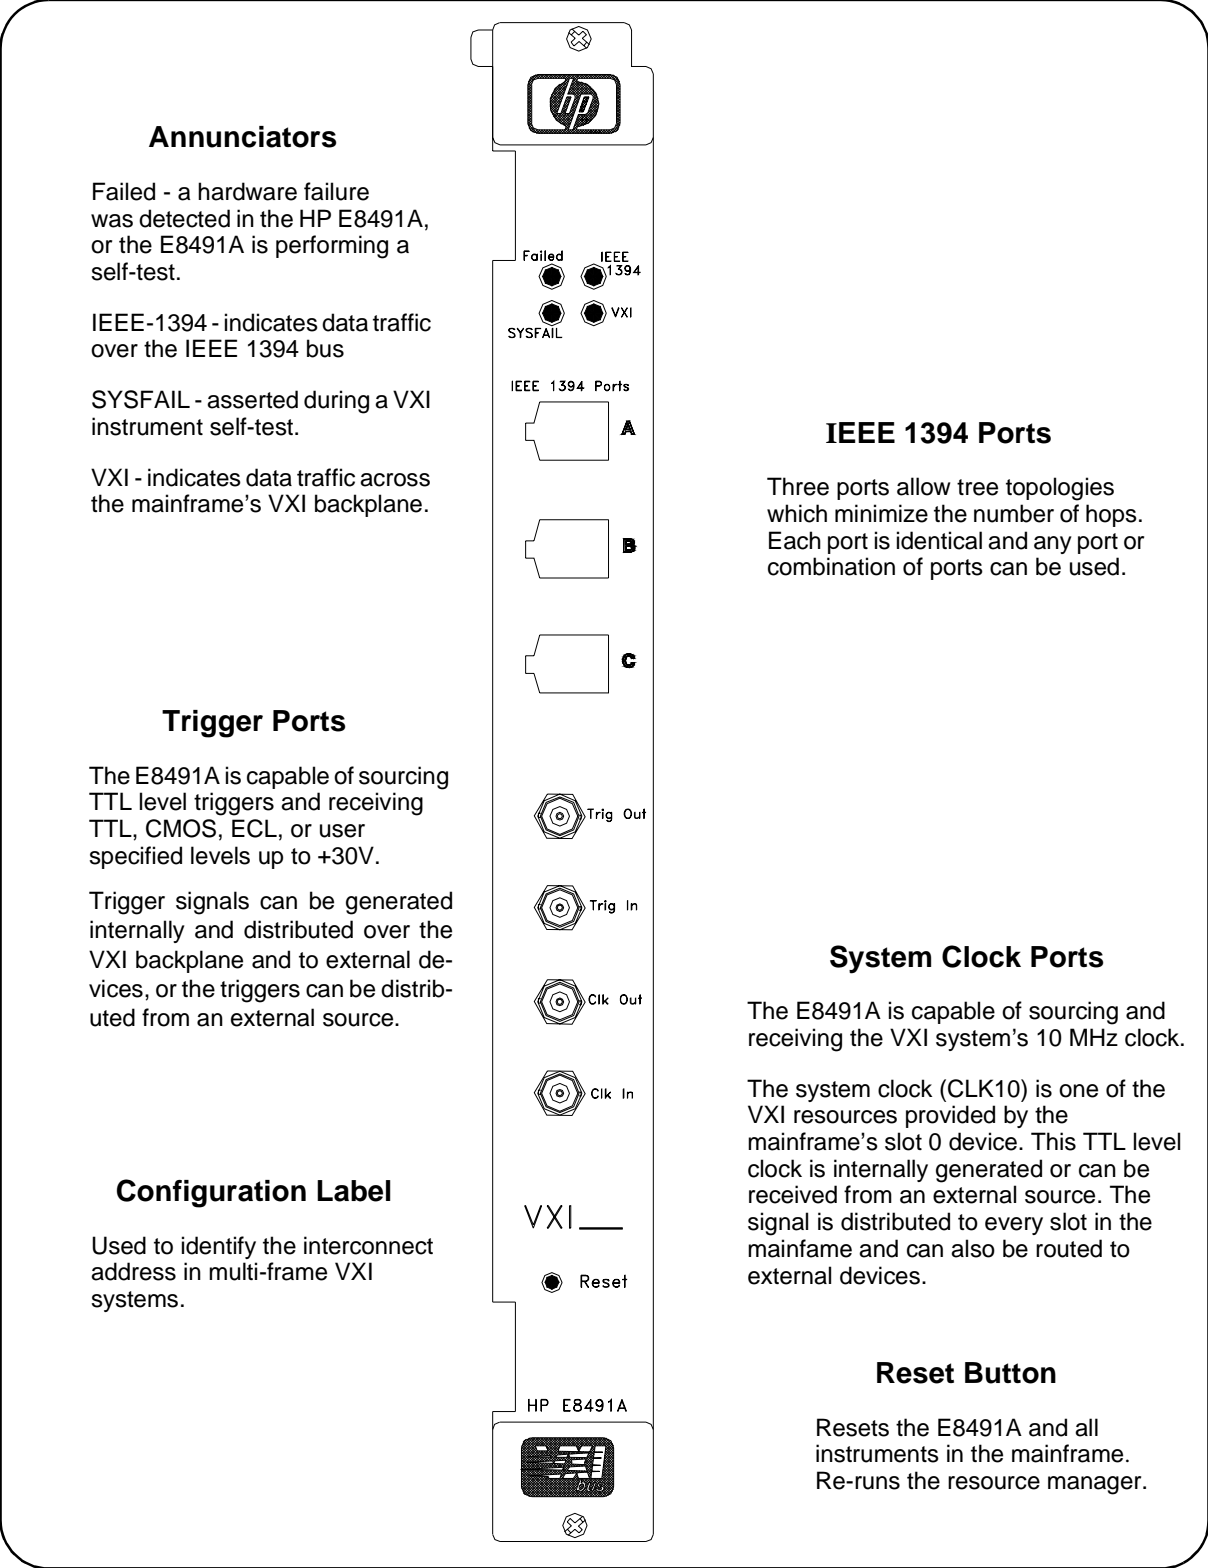 hp
Annunciators
Failed - a hardware failure
was detected in the HP E8491A,
or the E8491A is performing a
self-test.
IEEE-1394 - indicates data traffic
over the IEEE 1394 bus
SYSFAIL - asserted during a VXI
instrument self-test.
VXI - indicates data traffic across
the mainframe's VXI backplane.
Failed
IEEE
1394
VXI
SYSFAIL
IEEE 1394 Ports
A
B
C
IEEE 1394 Ports
Three ports allow tree topologies
which minimize the number of hops.
Each port is identical and any port or
combination of ports can be used.
Trigger Ports
The E8491A is capable of sourcing
TTL level triggers and receiving
TTL, CMOS, ECL, or user
specified levels up to +30V.
Trigger signals can be generated
internally and distributed over the
VXI backplane and to external de-
vices, or the triggers can be distrib-
uted from an external source.
Trig Out
Trig In
Clk Out
Clk In
System Clock Ports
The E8491A is capable of sourcing and
receiving the VXI system's 10 MHz clock.
The system clock (CLK10) is one of the
VXI resources provided by the
mainframe's slot 0 device. This TTL level
clock is internally generated or can be
received from an external source. The
signal is distributed to every slot in the
mainfame and can also be routed to
external devices.
Configuration Label
Used to identify the interconnect
address in multi-frame VXI
systems.
VXI___
Reset
Reset Button
Resets the E8491A and all
instruments in the mainframe.
Re-runs the resource manager.
HP E8491A
VXI
bus